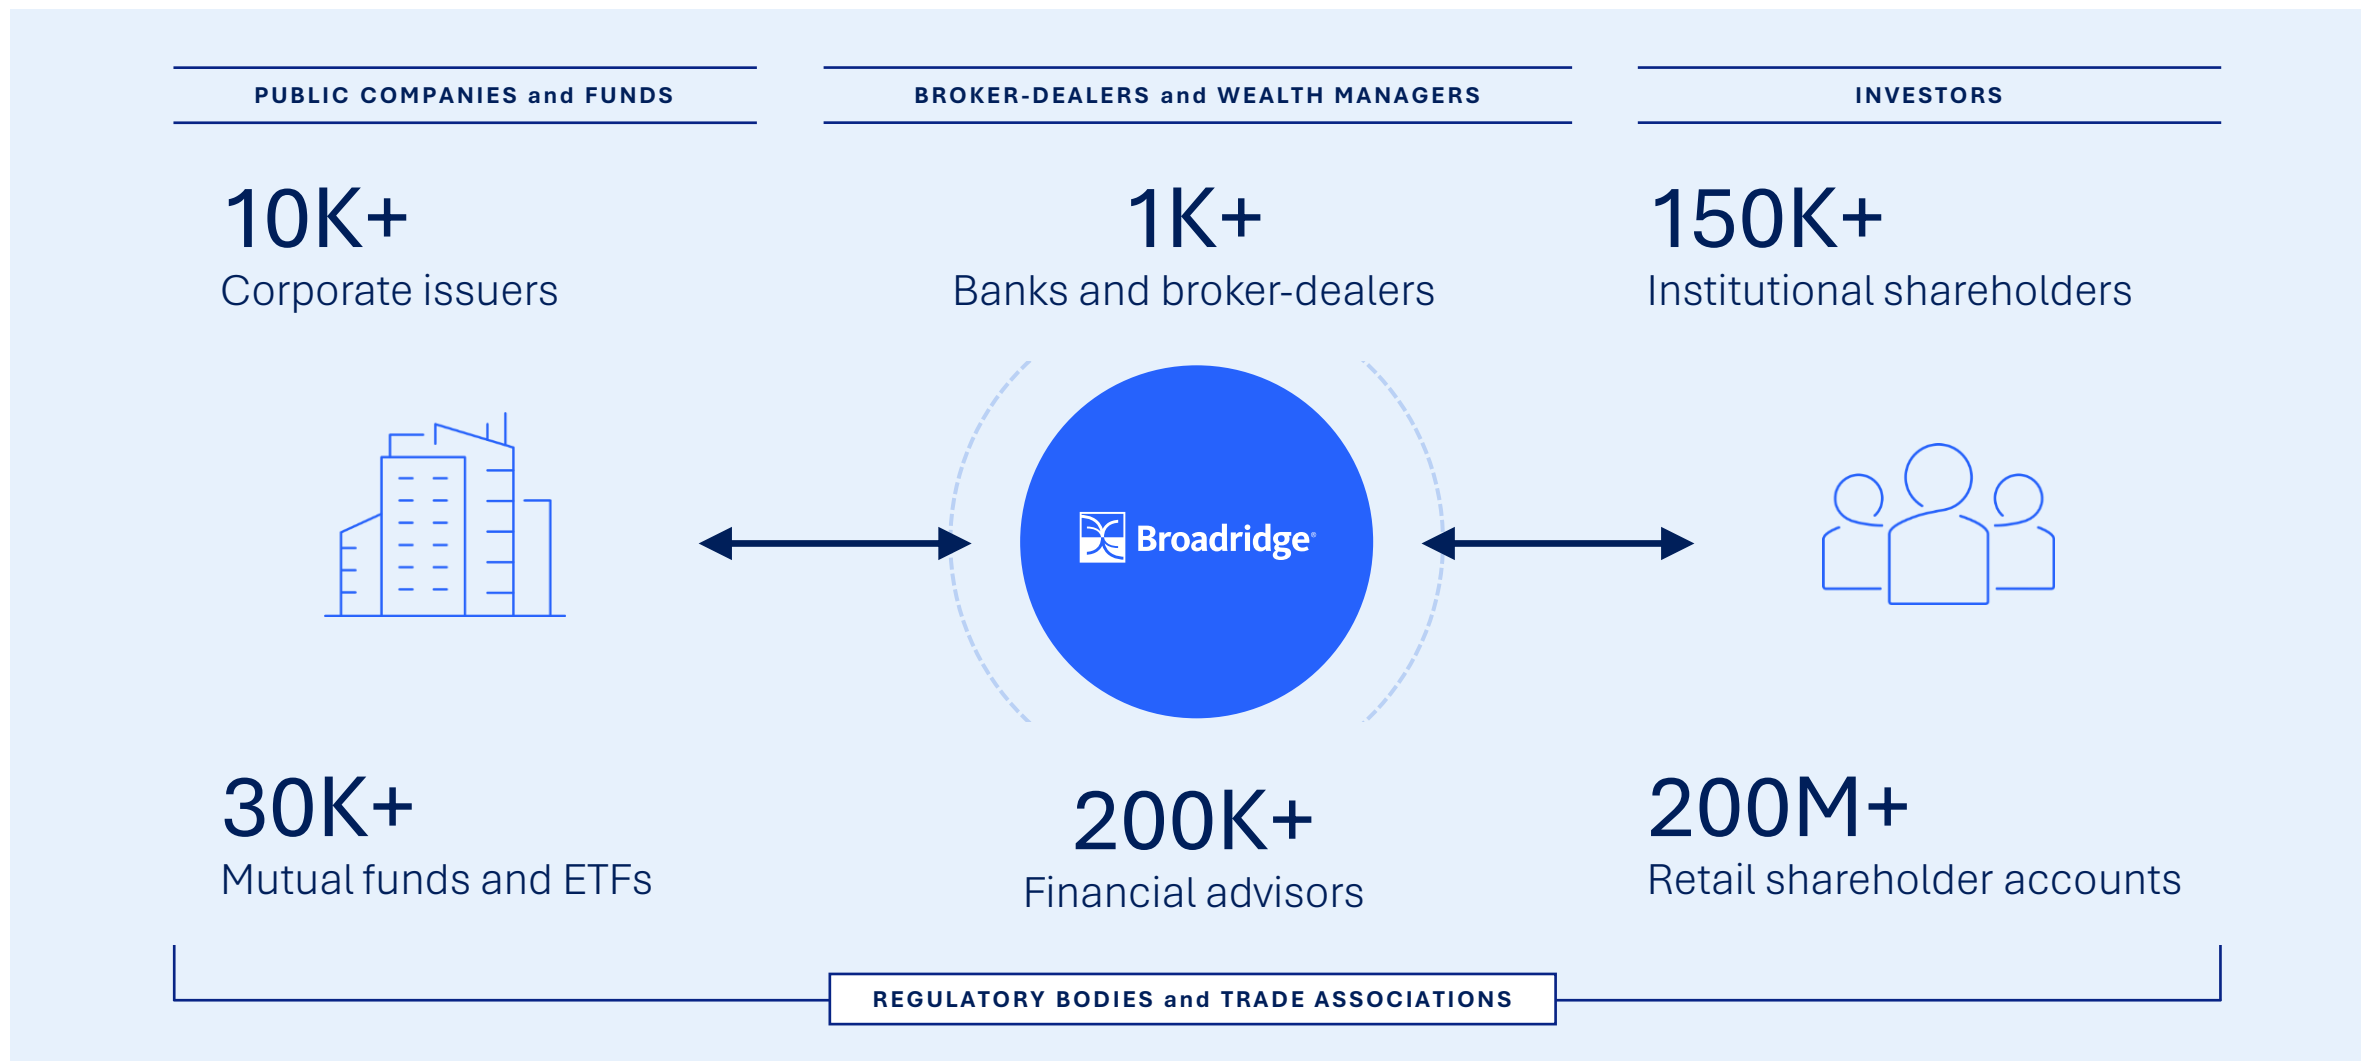 PUBLIC COMPANIES and FUNDS
BROKER-DEALERS and WEALTH MANAGERS
INVESTORS
10K+
Corporate issuers
1K+
Banks and broker-dealers
150K+
Institutional shareholders
Broadridge®
30K+
Mutual funds and ETFs
200K+
Financial advisors
200M+
Retail shareholder accounts
REGULATORY BODIES and TRADE ASSOCIATIONS